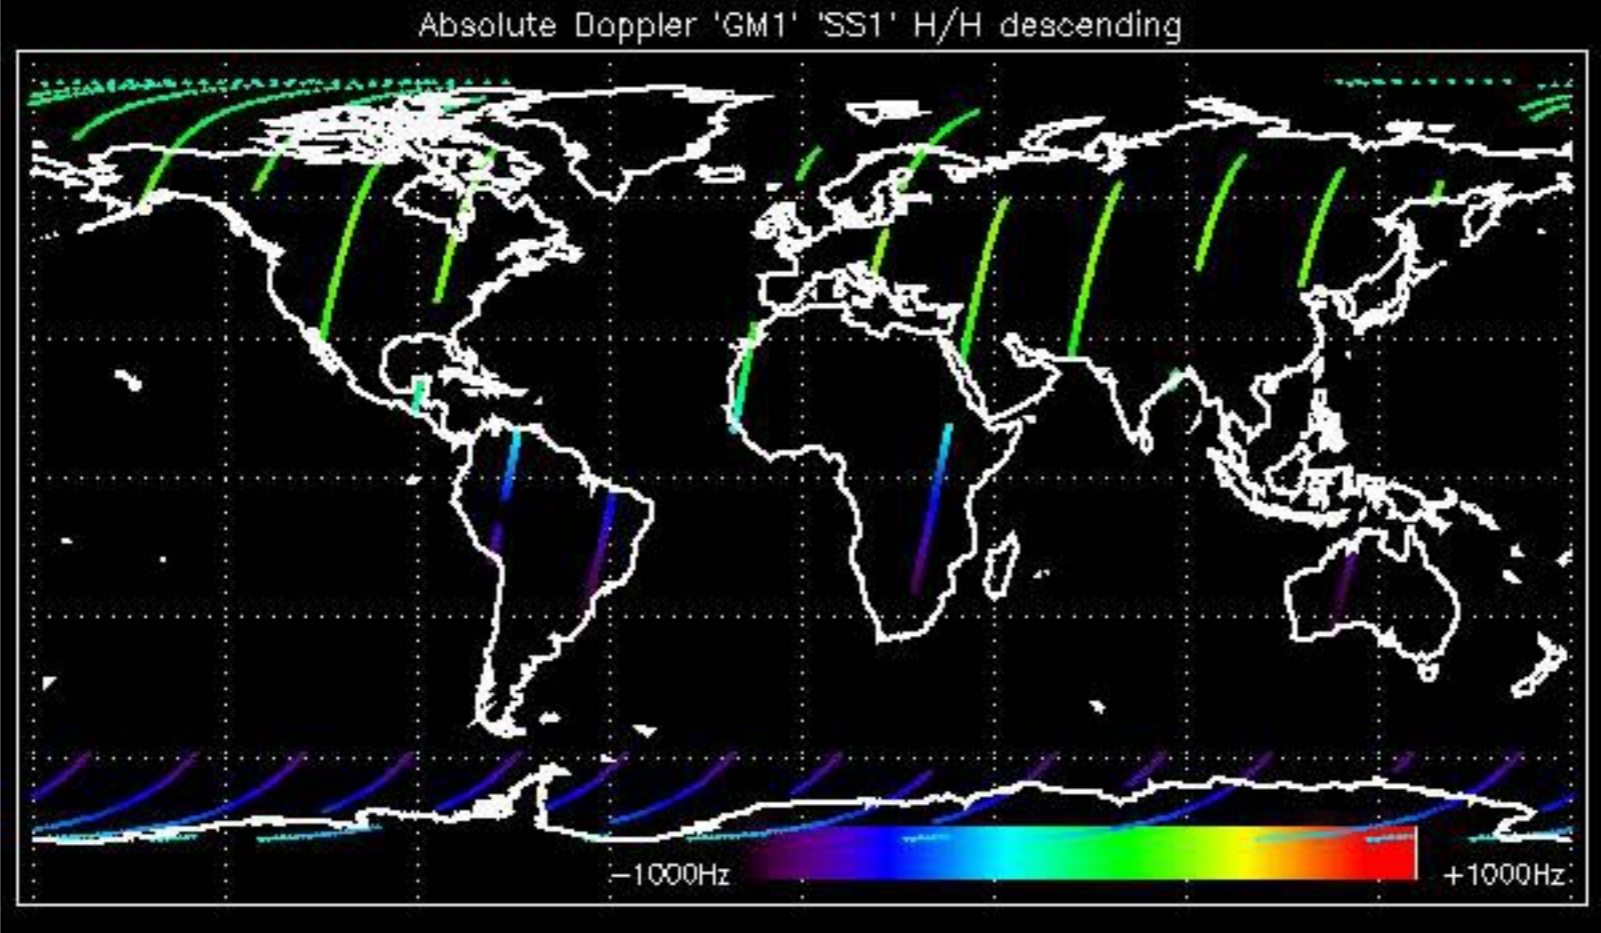 Absolute Doppler 'GM1' 'SS1' H/H descending
−1000Hz +1000Hz